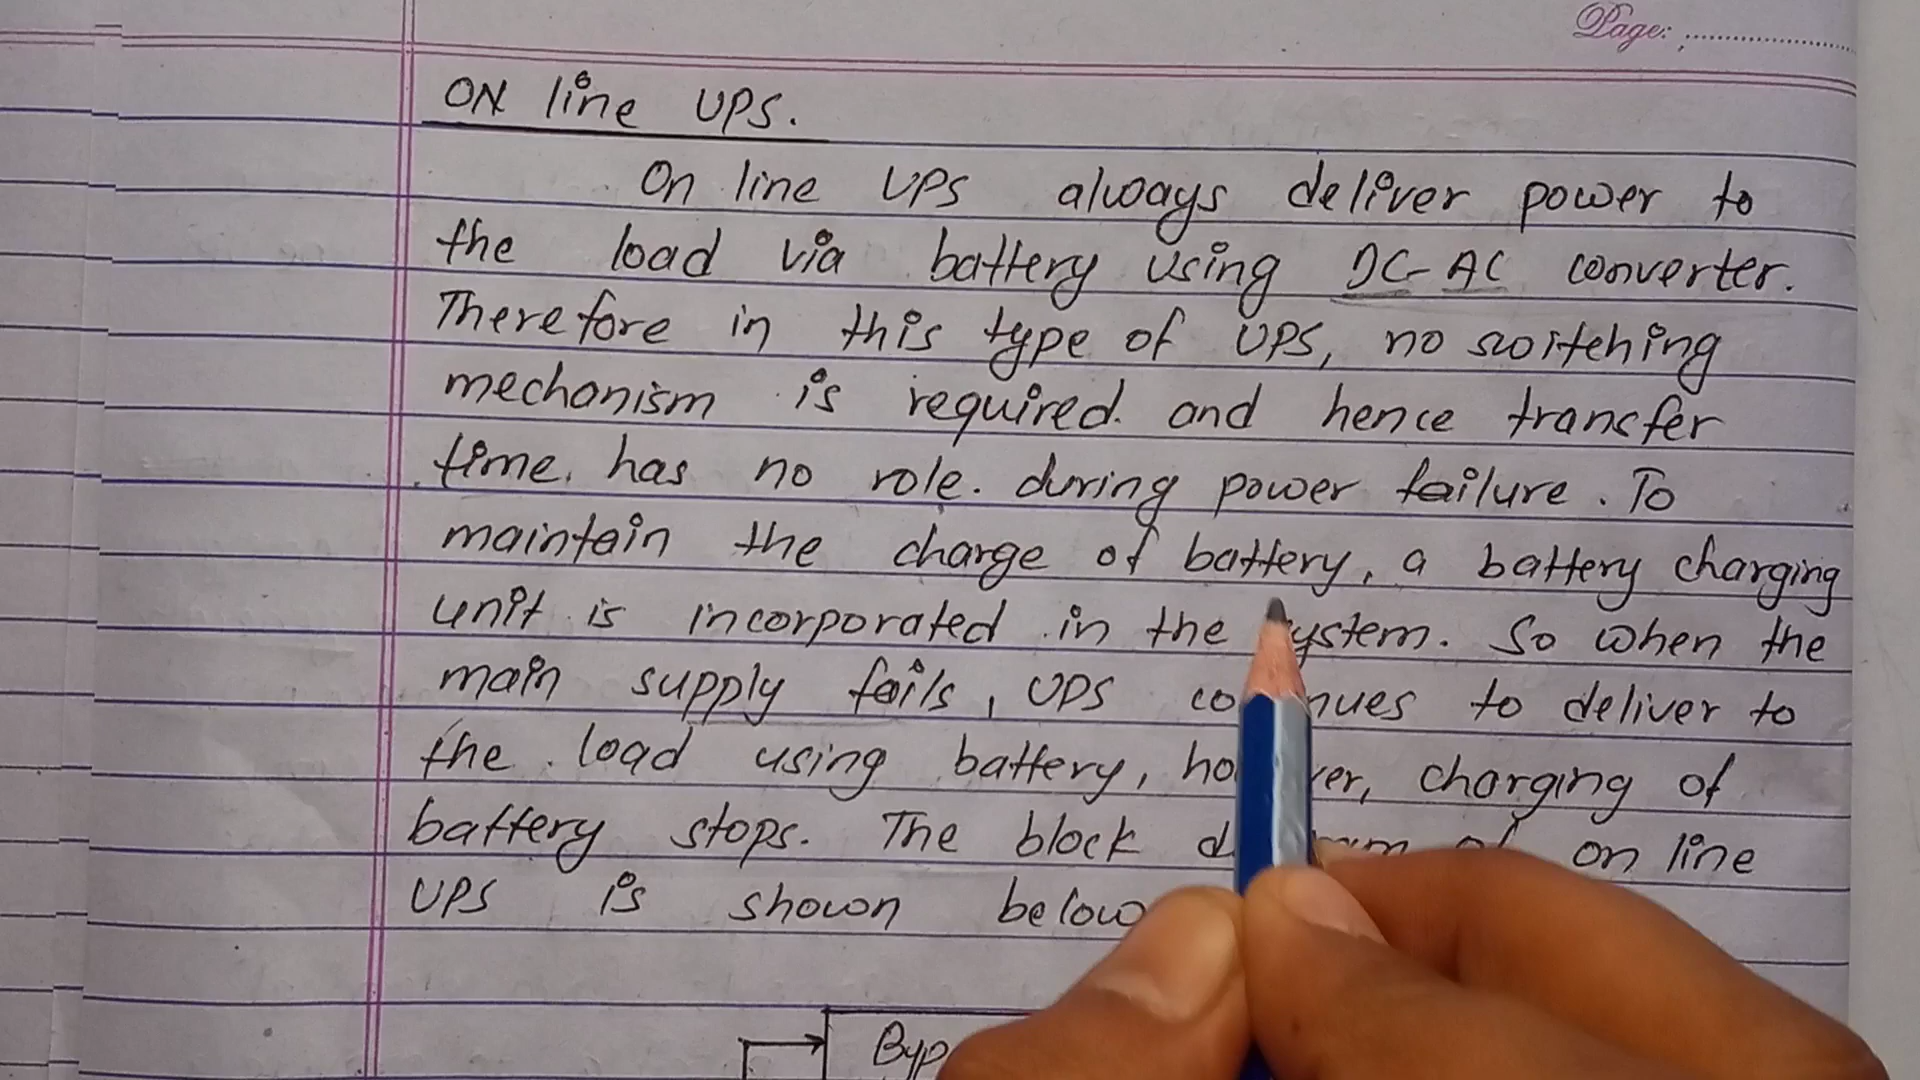 Page:
ON line UPS.
On line UPS always deliver power to
the load via battery using DC-AC converter.
Therefore in this type of UPS, no switching
mechanism is required. and hence transfer
time. has no role. during power failure. To
maintain the charge of battery, a battery charging
unit is incorporated in the system. So when the
main supply fails, UPS continues to deliver to
the load using battery, however, charging of
battery stops. The block diagram of on line
UPS is shown below
Byp